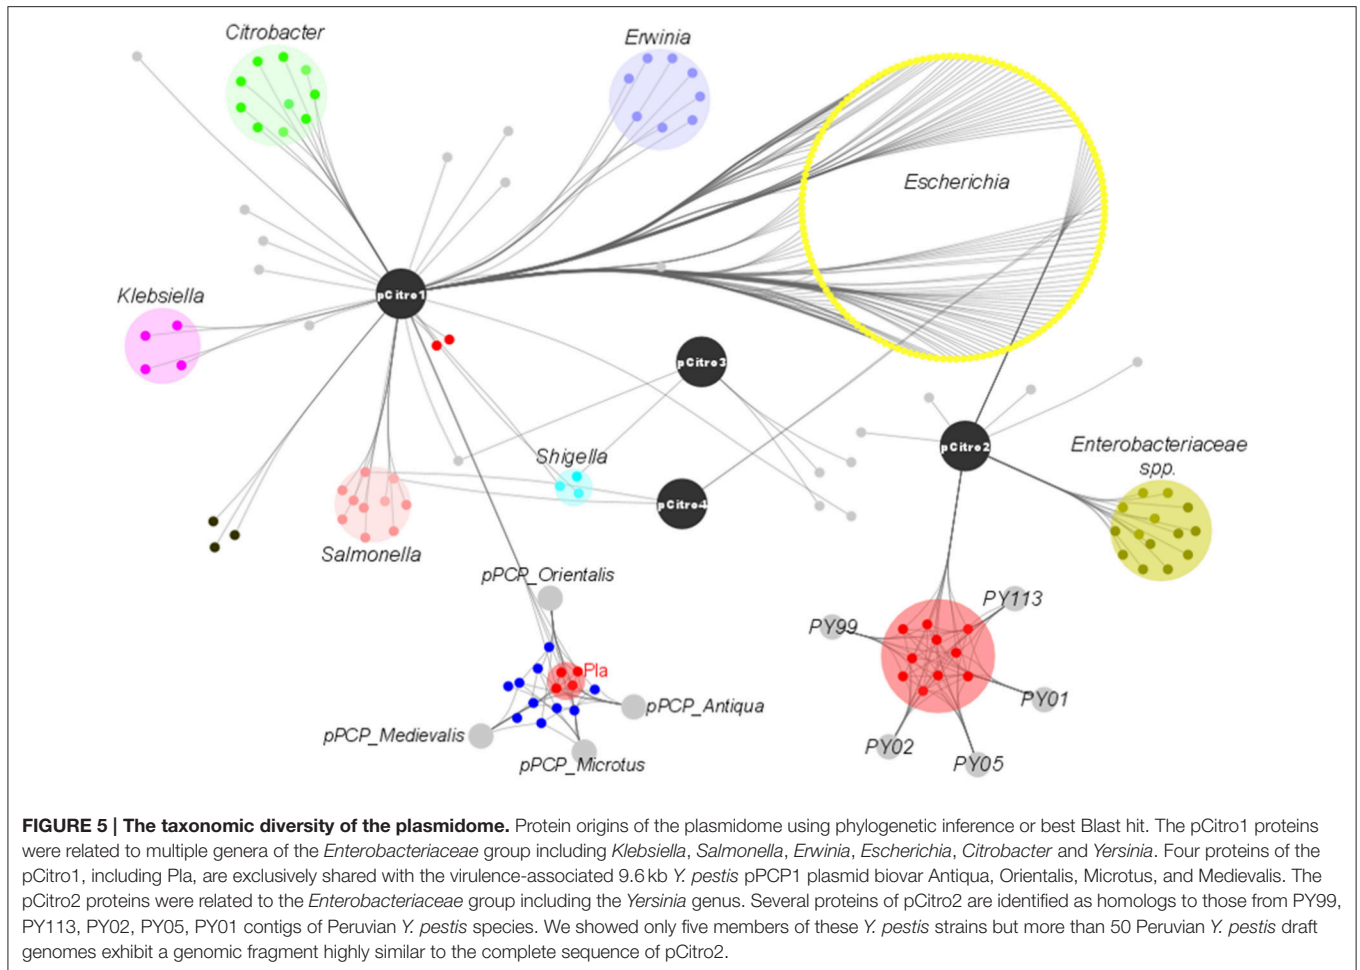 Citrobacter
Erwinia
Escherichia
pCitro1
Klebsiella
pCitro3
pCitro2
Enterobacteriaceae
spp.
Shigella
pCitro4
Salmonella
pPCP_Orientalis
PY113
PY99
Pla
PY01
pPCP_Antiqua
pPCP_Medievalis
PY02
PY05
pPCP_Microtus
FIGURE 5 | The taxonomic diversity of the plasmidome. Protein origins of the plasmidome using phylogenetic inference or best Blast hit. The pCitro1 proteins
were related to multiple genera of the Enterobacteriaceae group including Klebsiella, Salmonella, Erwinia, Escherichia, Citrobacter and Yersinia. Four proteins of the
pCitro1, including Pla, are exclusively shared with the virulence-associated 9.6 kb Y. pestis pPCP1 plasmid biovar Antiqua, Orientalis, Microtus, and Medievalis. The
pCitro2 proteins were related to the Enterobacteriaceae group including the Yersinia genus. Several proteins of pCitro2 are identified as homologs to those from PY99,
PY113, PY02, PY05, PY01 contigs of Peruvian Y. pestis species. We showed only five members of these Y. pestis strains but more than 50 Peruvian Y. pestis draft
genomes exhibit a genomic fragment highly similar to the complete sequence of pCitro2.